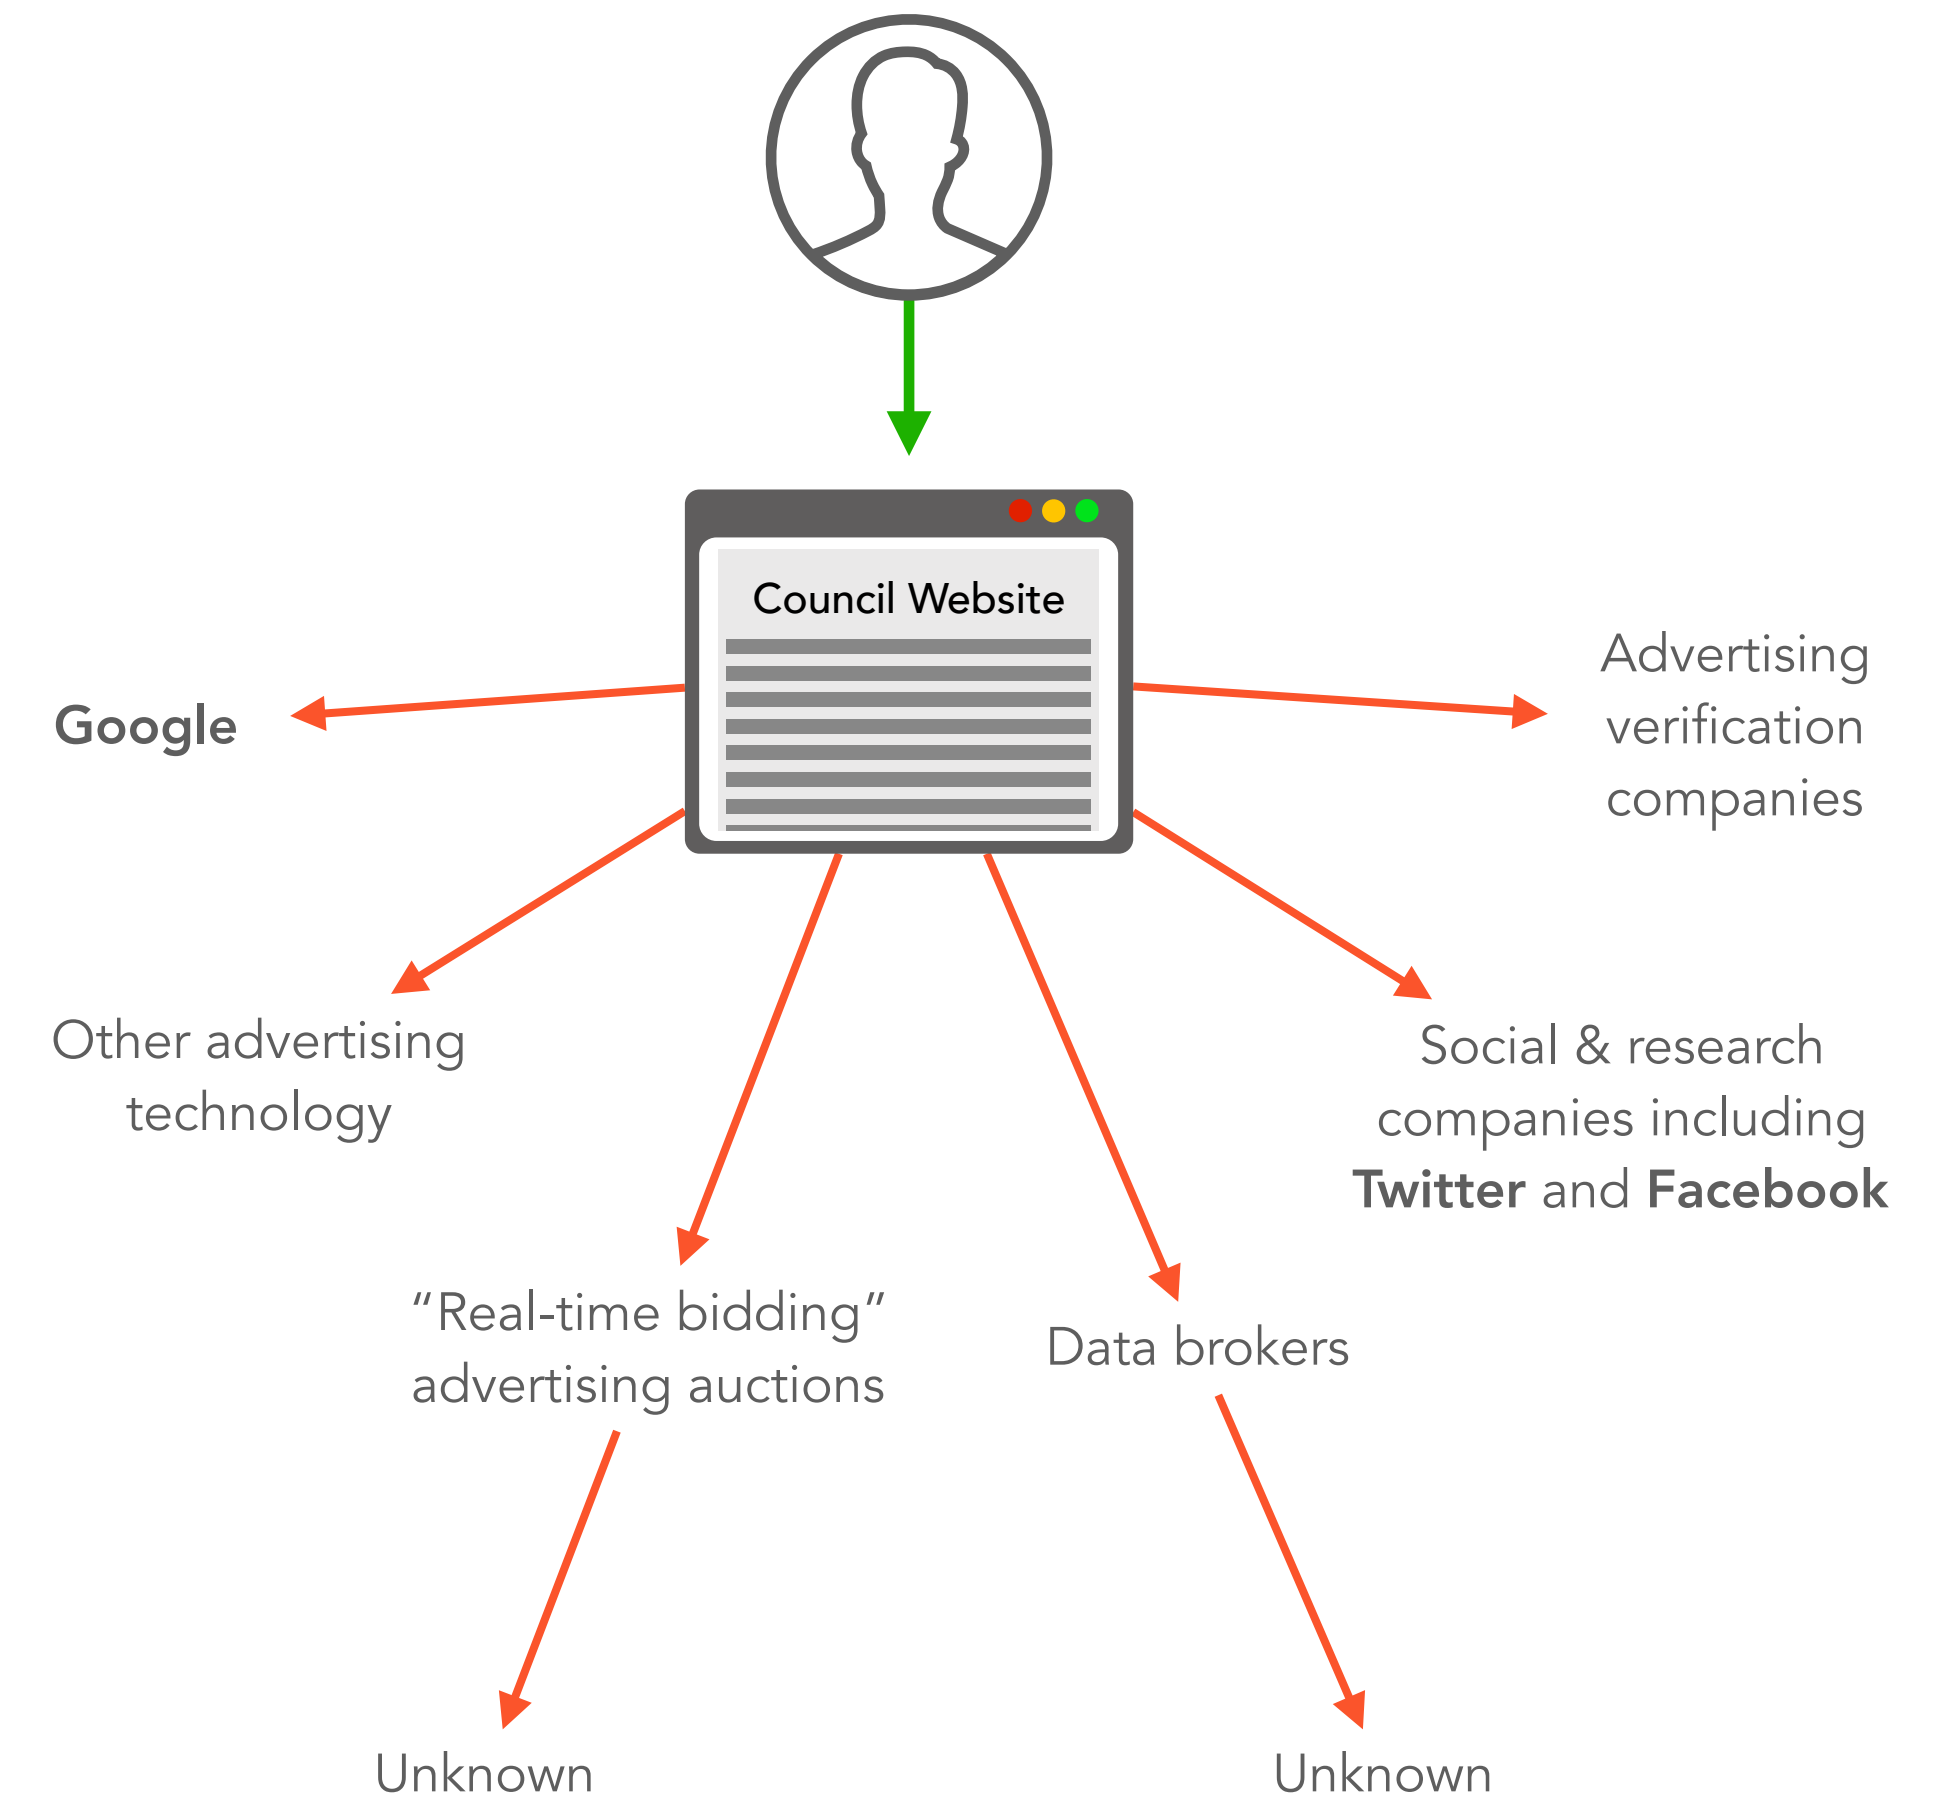 Council Website
Google
Advertising
verification
companies
Other advertising
technology
Social & research
companies including
Twitter and Facebook
“Real-time bidding”
advertising auctions
Data brokers
Unknown
Unknown